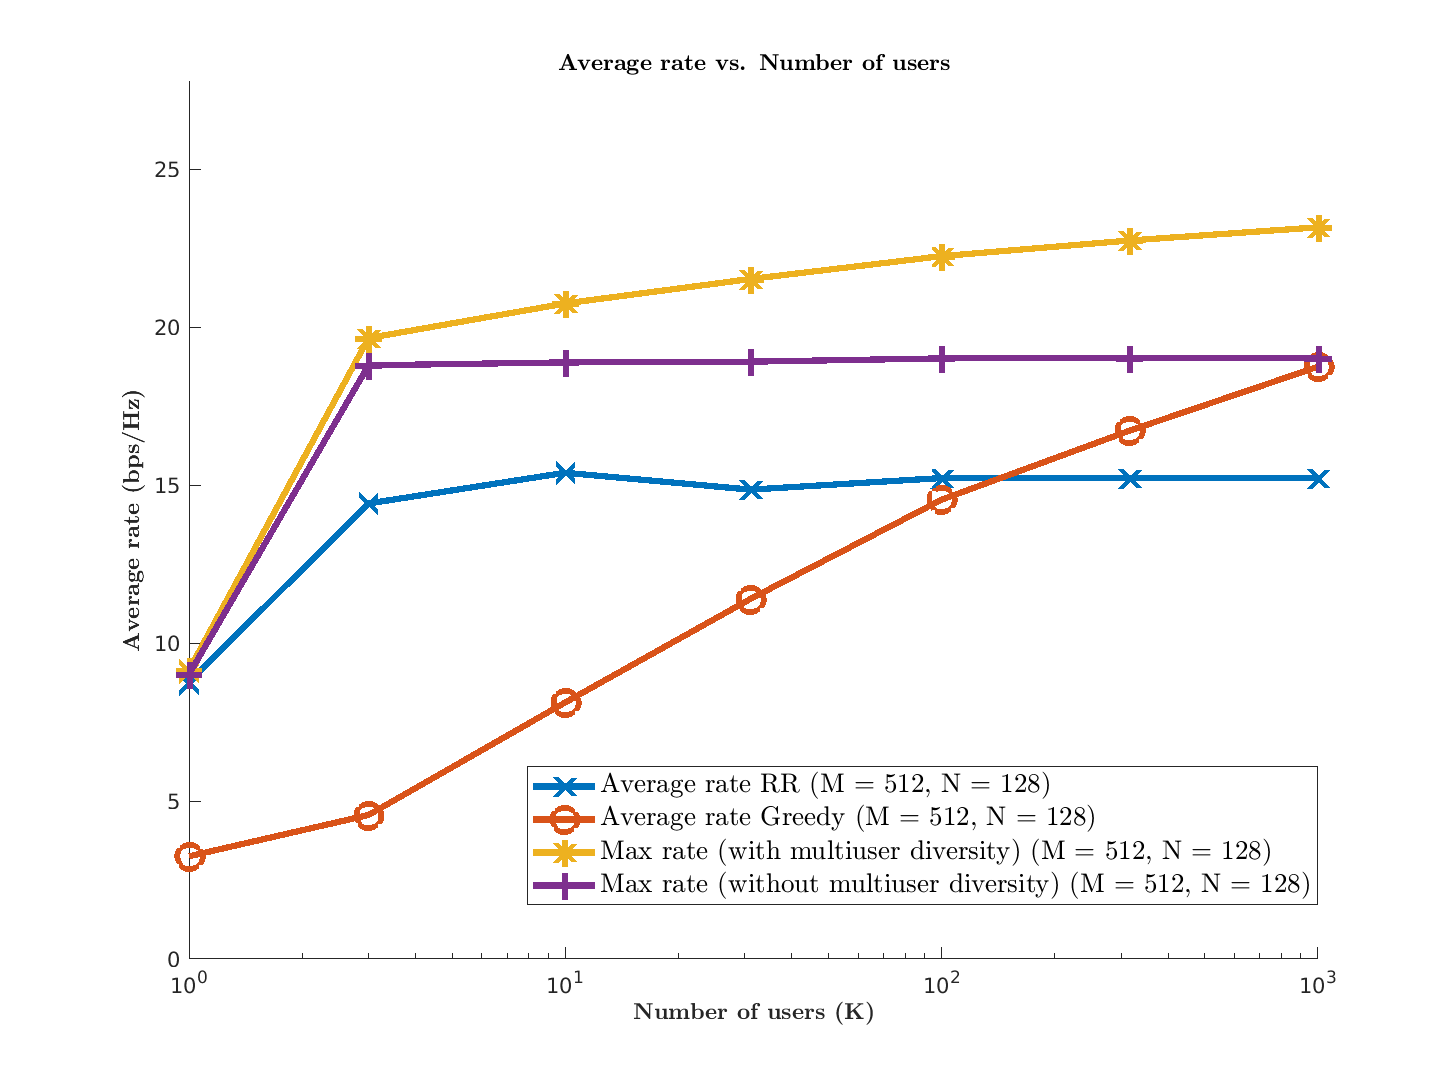 Average rate vs. Number of users
Average rate (bps/Hz)
25
20
15
10
5
0
10^0
10^1
10^2
10^3
Number of users (K)
Average rate RR (M = 512, N = 128)
Average rate Greedy (M = 512, N = 128)
Max rate (with multiuser diversity) (M = 512, N = 128)
Max rate (without multiuser diversity) (M = 512, N = 128)